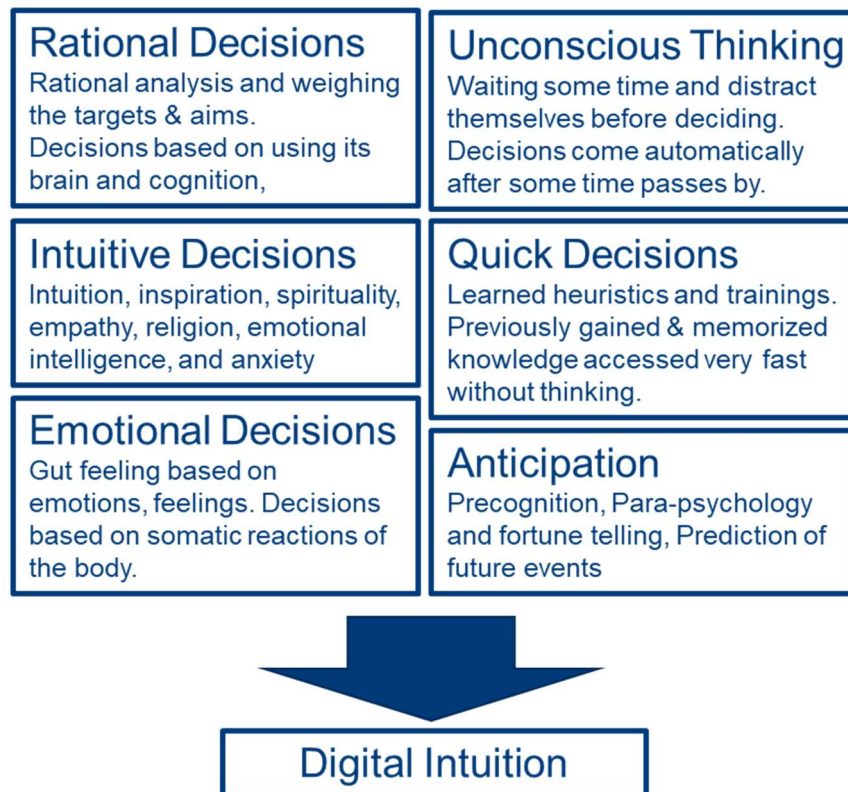 Rational Decisions
Rational analysis and weighing
the targets & aims.
Decisions based on using its
brain and cognition,
Unconscious Thinking
Waiting some time and distract
themselves before deciding.
Decisions come automatically
after some time passes by.
Intuitive Decisions
Intuition, inspiration, spirituality,
empathy, religion, emotional
intelligence, and anxiety
Quick Decisions
Learned heuristics and trainings.
Previously gained & memorized
knowledge accessed very fast
without thinking.
Emotional Decisions
Gut feeling based on
emotions, feelings. Decisions
based on somatic reactions of
the body.
Anticipation
Precognition, Para-psychology
and fortune telling, Prediction of
future events
Digital Intuition